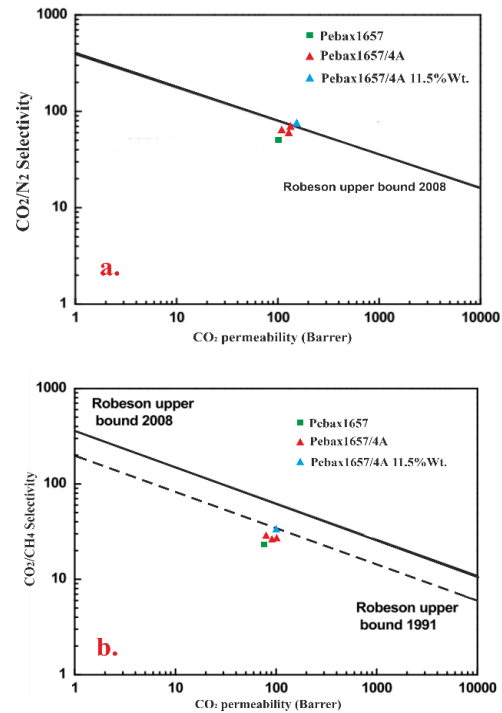 1000
100
10
1
CO2/N2 Selectivity
Pebax1657
Pebax1657/4A
Pebax1657/4A 11.5%Wt.
Robeson upper bound 2008
a.
1
10
100
1000
10000
CO2 permeability (Barrer)
1000
100
10
1
CO2/CH4 Selectivity
Robeson upper
bound 2008
Pebax1657
Pebax1657/4A
Pebax1657/4A 11.5%Wt.
Robeson upper
bound 1991
b.
1
10
100
1000
10000
CO2 permeability (Barrer)